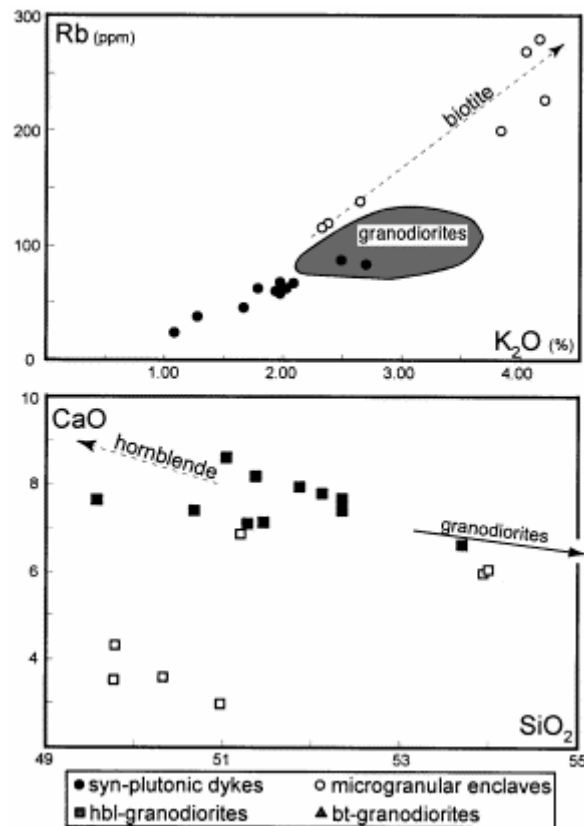 300
Rb (ppm)
biotite
200
granodiorites
100
0
1.00
2.00
3.00
4.00
K₂O (%)
10
CaO
hornblende
8
granodiorites
6
4
SiO₂
49
51
53
55
● syn-plutonic dykes
○ microgranular enclaves
■ hbl-granodiorites
▲ bt-granodiorites